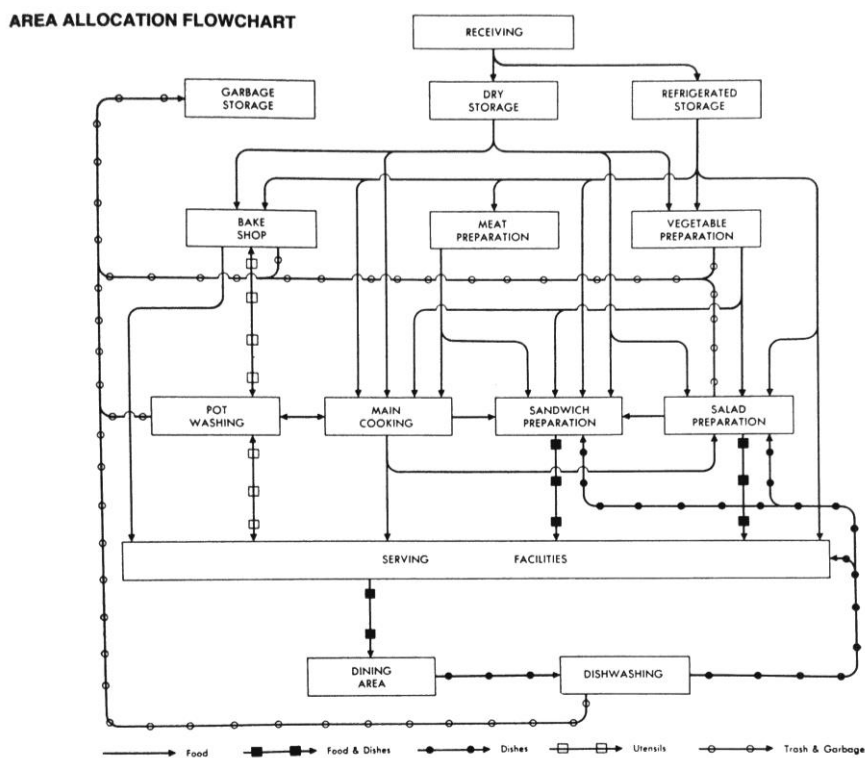 AREA ALLOCATION FLOWCHART
RECEIVING
GARBAGE
STORAGE
DRY
STORAGE
REFRIGERATED
STORAGE
BAKE
SHOP
MEAT
PREPARATION
VEGETABLE
PREPARATION
POT
WASHING
MAIN
COOKING
SANDWICH
PREPARATION
SALAD
PREPARATION
SERVING FACILITIES
DINING
AREA
DISHWASHING
Food
Food & Dishes
Dishes
Utensils
Trash & Garbage